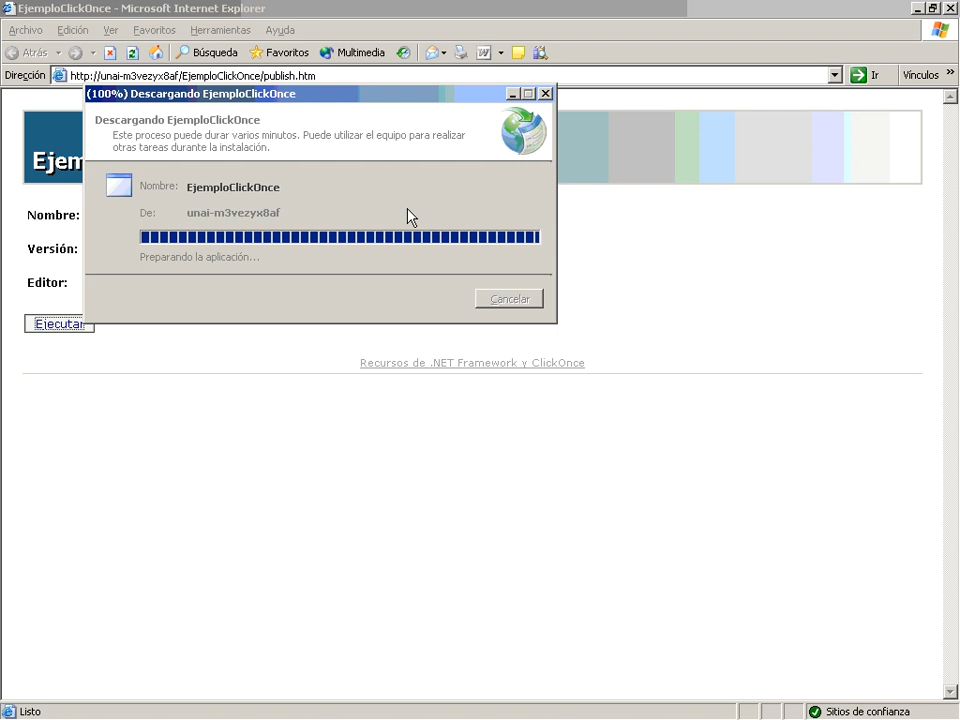 EjemploClickOnce - Microsoft Internet Explorer
Archivo Edición Ver Favoritos Herramientas Ayuda
Atrás Búsqueda Favoritos Multimedia
Dirección http://unai-m3vezyx8af/EjemploClickOnce/publish.htm Ir Vínculos »
(100%) Descargando EjemploClickOnce
Descargando EjemploClickOnce
Este proceso puede durar varios minutos. Puede utilizar el equipo para realizar
otras tareas durante la instalación.
Ejem
Nombre: EjemploClickOnce
Nombre:
De: unai-m3vezyx8af
Versión:
Preparando la aplicación...
Editor:
Cancelar
Ejecutar
Recursos de .NET Framework y ClickOnce
Listo Sitios de confianza